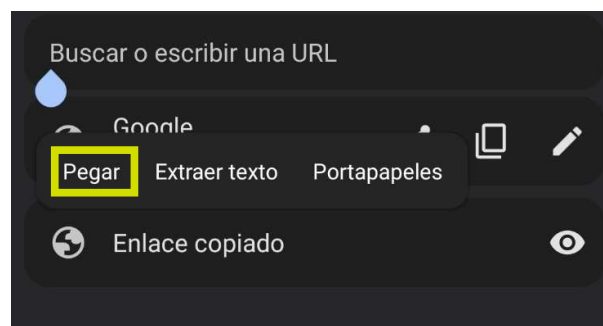 Buscar o escribir una URL
Google
Pegar Extraer texto Portapapeles
Enlace copiado